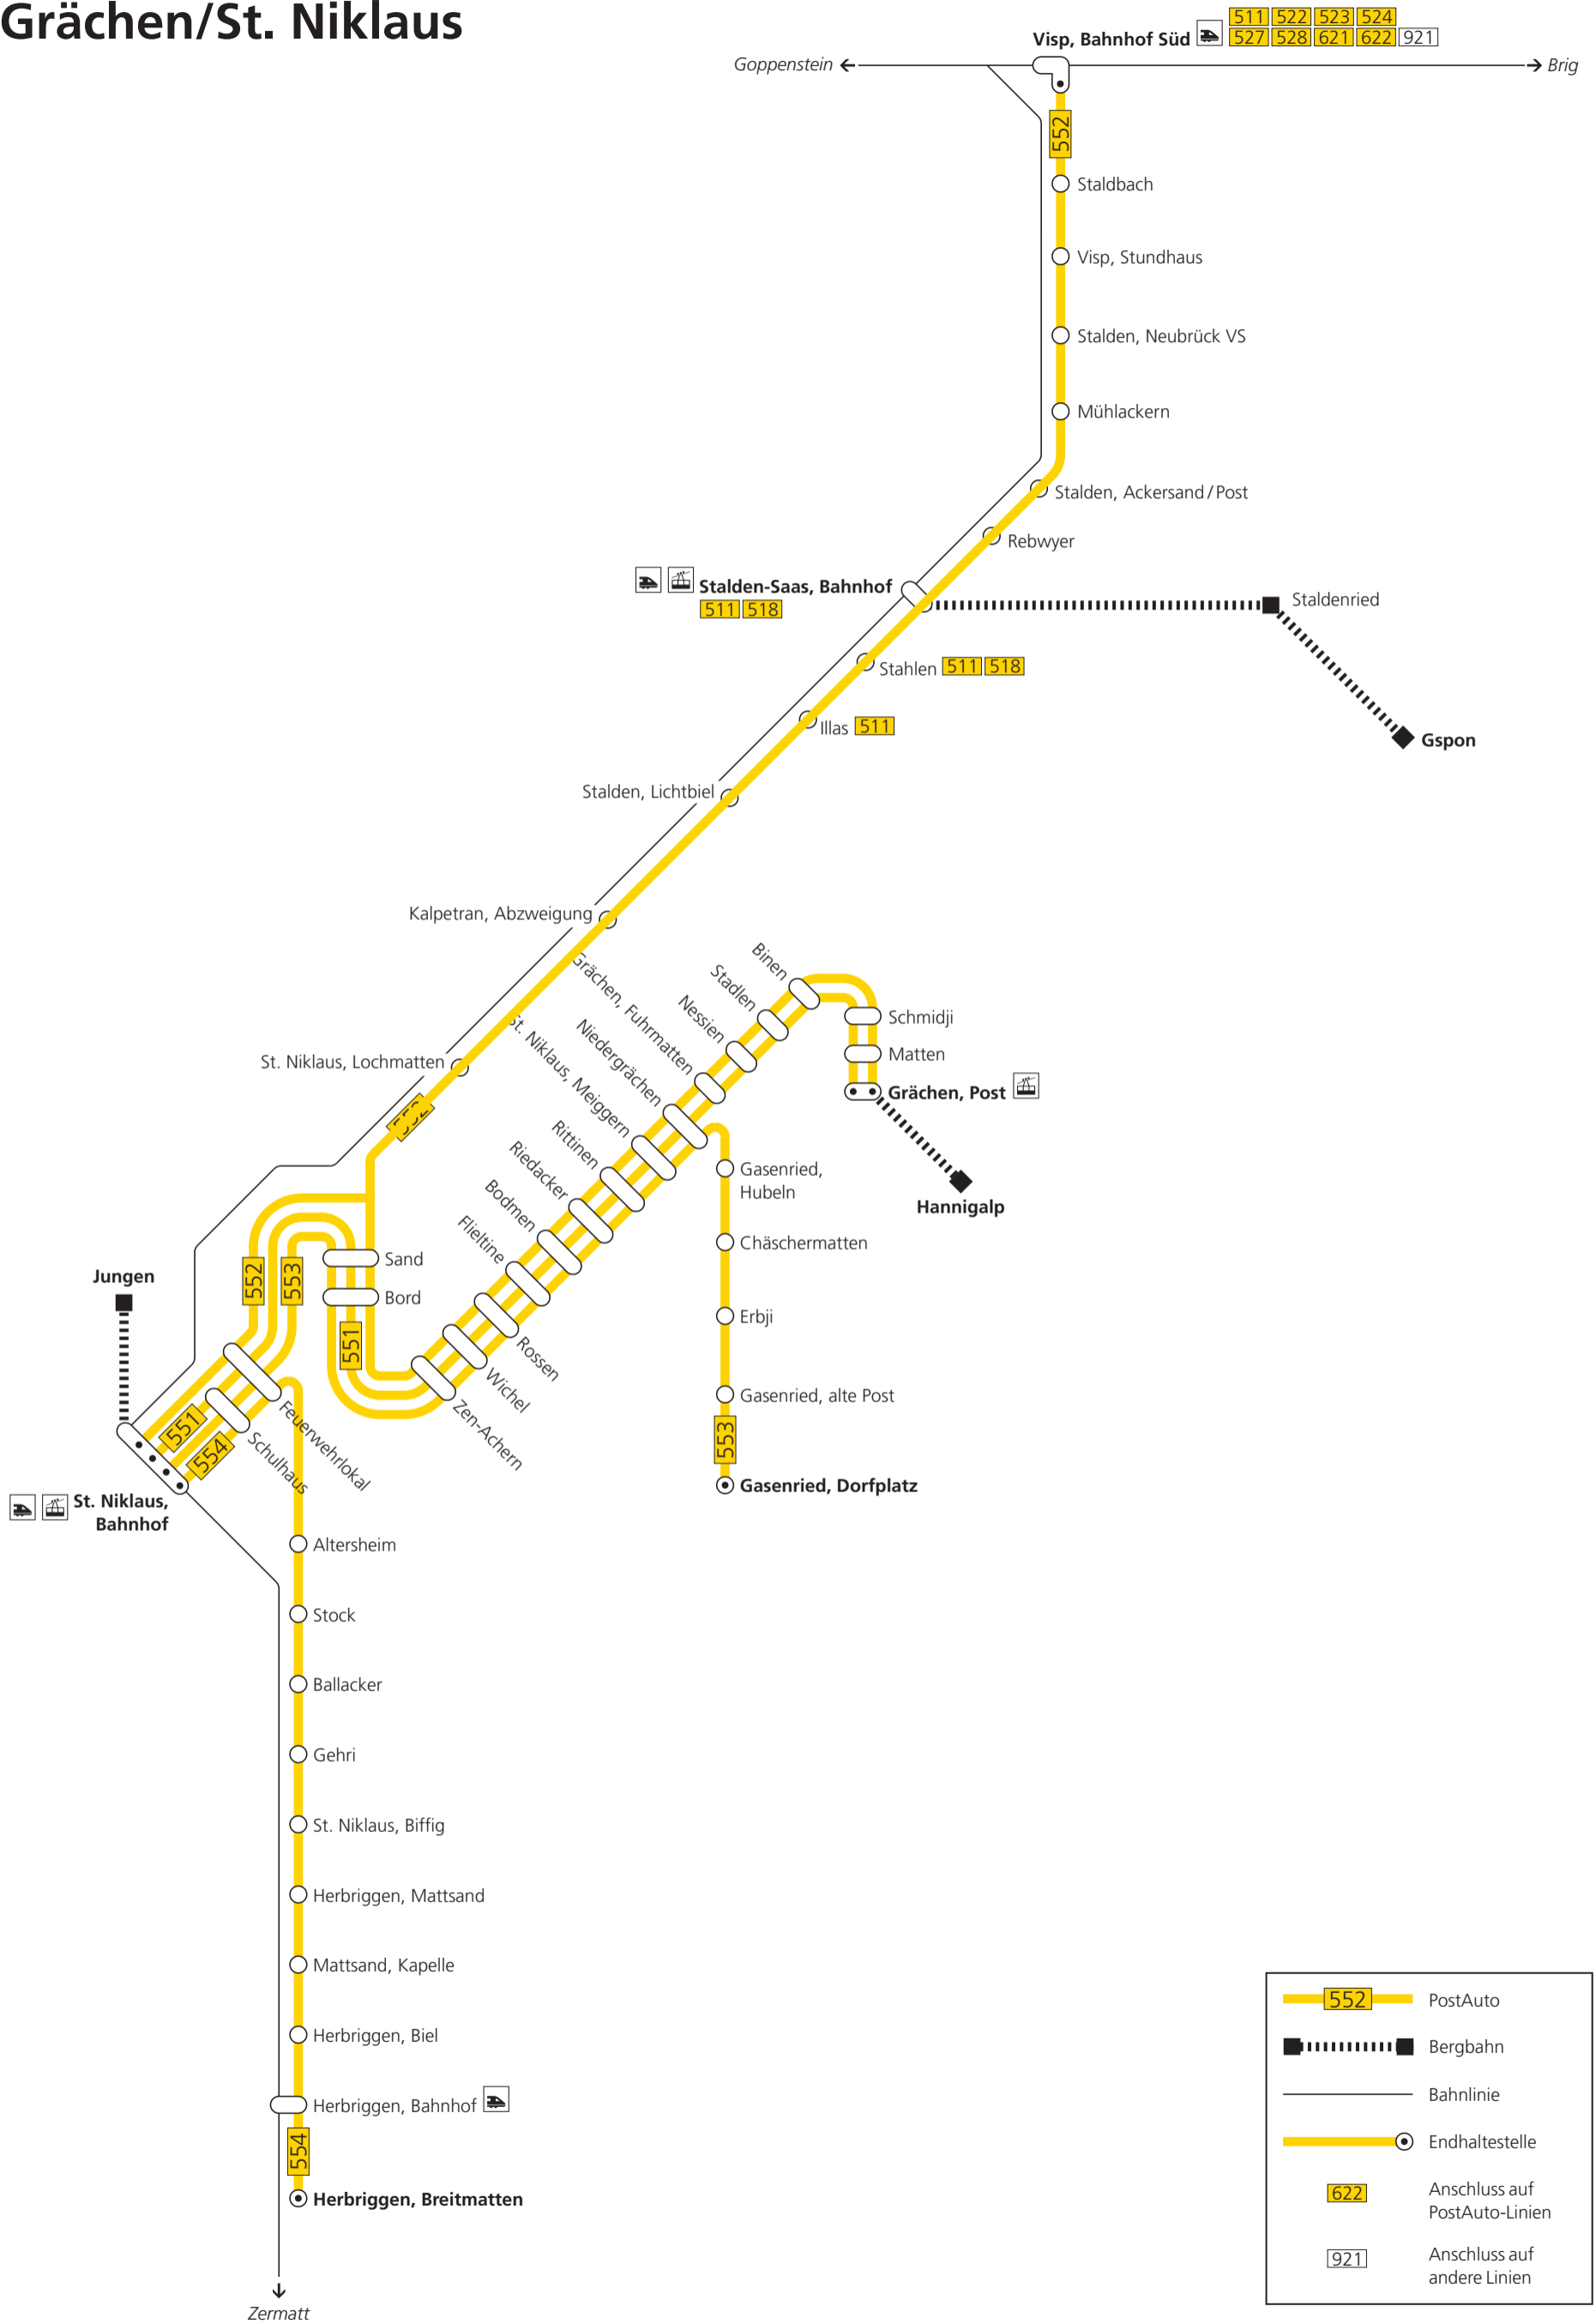 Grächen/St. Niklaus
511 522 523 524
Visp, Bahnhof Süd 527 528 621 622 921
Goppenstein
Brig
552
Staldbach
Visp, Stundhaus
Stalden, Neubrück VS
Mühlackern
Stalden, Ackersand/Post
Rebwyer
Stalden-Saas, Bahnhof
511 518
Staldenried
Stahlen 511 518
Illas 511
Gspon
Stalden, Lichtbiel
Kalpetran, Abzweigung
St. Niklaus, Lochmatten
552
Binen
Stadlen
Nessien
Grächen, Fuhrmatten
Niedergrächen
St. Niklaus, Meiggern
Rittinen
Riedacker
Bodmen
Flieltine
Rossen
Wichel
Zen-Achern
Schmidji
Matten
Grächen, Post
Hannigalp
Gasenried,
Hubeln
Chäschermatten
Erbji
Gasenried, alte Post
553
Gasenried, Dorfplatz
Sand
Bord
552
553
551
Jungen
551
554
Feuerwehrlokal
Schulhaus
St. Niklaus,
Bahnhof
Altersheim
Stock
Ballacker
Gehri
St. Niklaus, Biffig
Herbriggen, Mattsand
Mattsand, Kapelle
Herbriggen, Biel
Herbriggen, Bahnhof
554
Herbriggen, Breitmatten
Zermatt
552 PostAuto
Bergbahn
Bahnlinie
Endhaltestelle
622 Anschluss auf
PostAuto-Linien
921 Anschluss auf
andere Linien